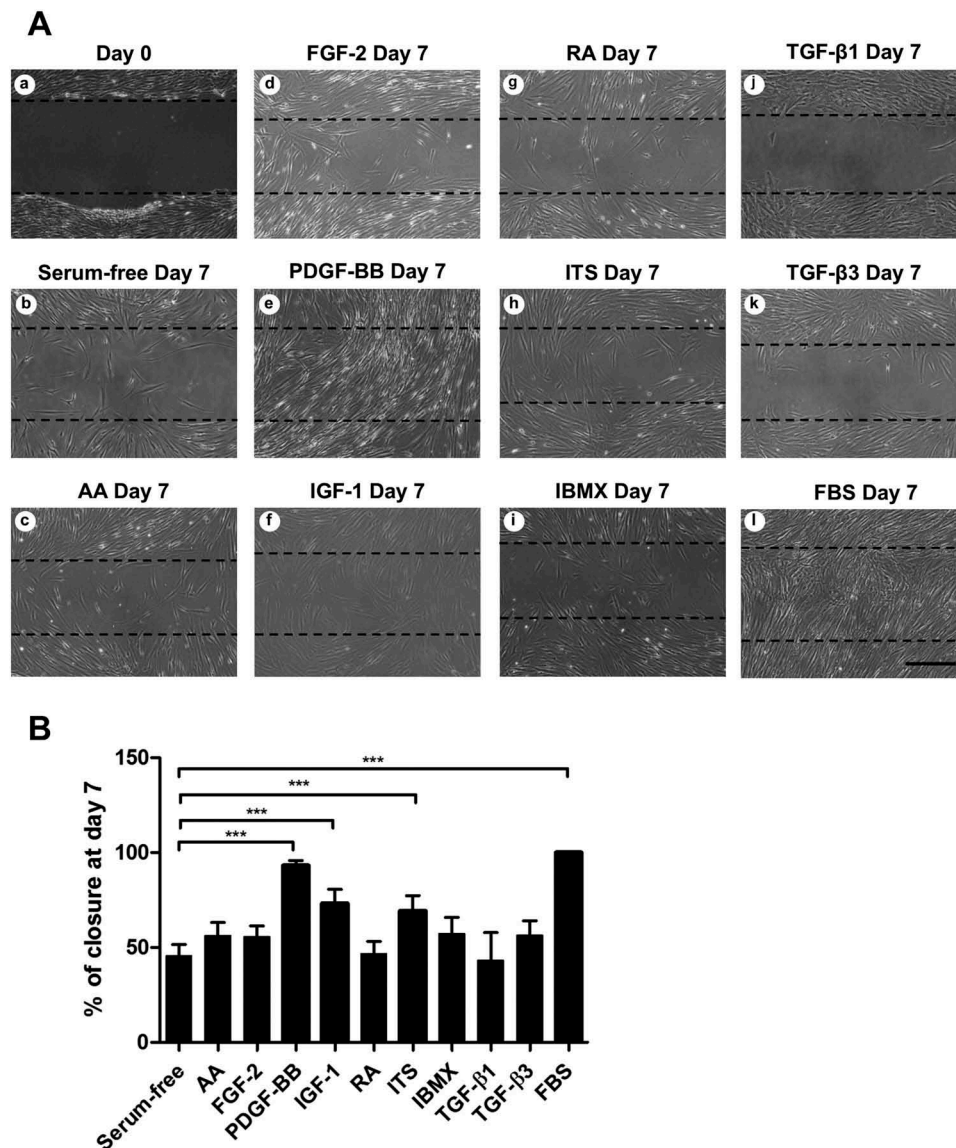 A
Day 0
FGF-2 Day 7
RA Day 7
TGF-β1 Day 7
a
d
g
j
Serum-free Day 7
PDGF-BB Day 7
ITS Day 7
TGF-β3 Day 7
b
e
h
k
AA Day 7
IGF-1 Day 7
IBMX Day 7
FBS Day 7
c
f
i
l
B
% of closure at day 7
150
100
50
0
***
***
***
***
Serum-free
AA
FGF-2
PDGF-BB
IGF-1
RA
ITS
IBMX
TGF-β1
TGF-β3
FBS